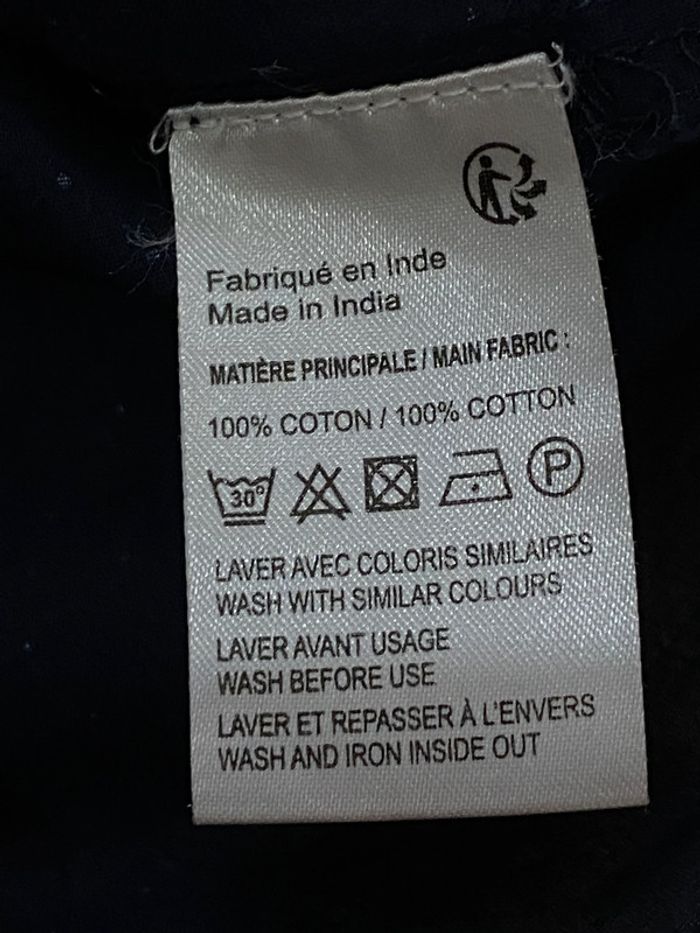 Fabriqué en Inde
Made in India
MATIÈRE PRINCIPALE / MAIN FABRIC :
100% COTON / 100% COTTON
30° P
LAVER AVEC COLORIS SIMILAIRES
WASH WITH SIMILAR COLOURS
LAVER AVANT USAGE
WASH BEFORE USE
LAVER ET REPASSER À L'ENVERS
WASH AND IRON INSIDE OUT